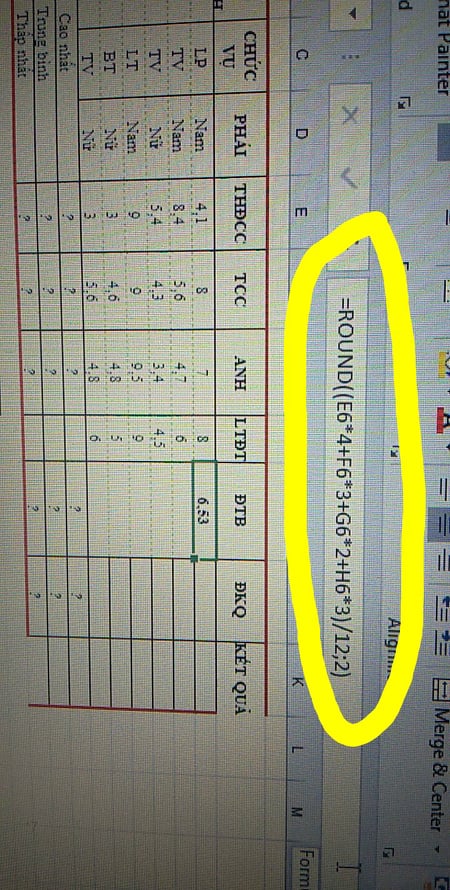 nat Painter
d
Alignm
Merge & Center
=ROUND((E6*4+F6*3+G6*2+H6*3)/12;2)
Form
C D E K L M
H
CHỨC VỤ PHÁI THĐCC TCC ANH LTĐT ĐTB ĐKQ KẾT QUẢ
LP Nam 4,1 8 7 8 6,53
TV Nam 8,4 5,6 4,7 6
TV Nữ 5,4 4,3 3,4 4,5
LT Nam 9 9 9,5 9
BT Nữ 3 4,6 4,8 5
TV Nữ 3 5,6 4,8 6
Cao nhất ? ? ? ? ?
Trung bình ? ? ? ? ?
Thấp nhất ? ? ? ? ?